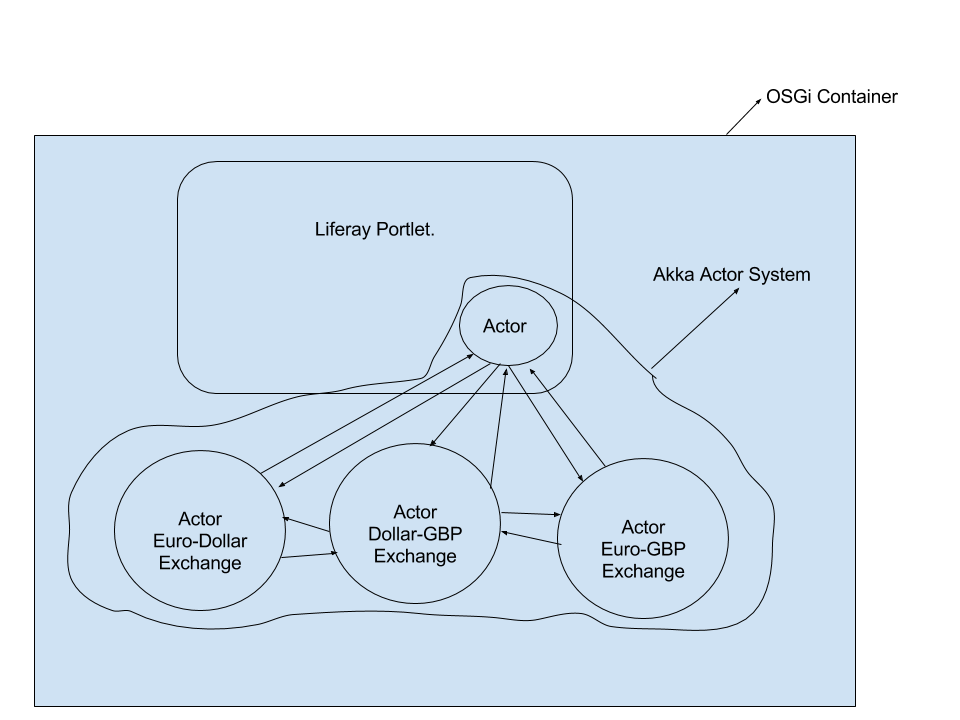 OSGi Container
Liferay Portlet.
Akka Actor System
Actor
Actor
Euro-Dollar
Exchange
Actor
Dollar-GBP
Exchange
Actor
Euro-GBP
Exchange